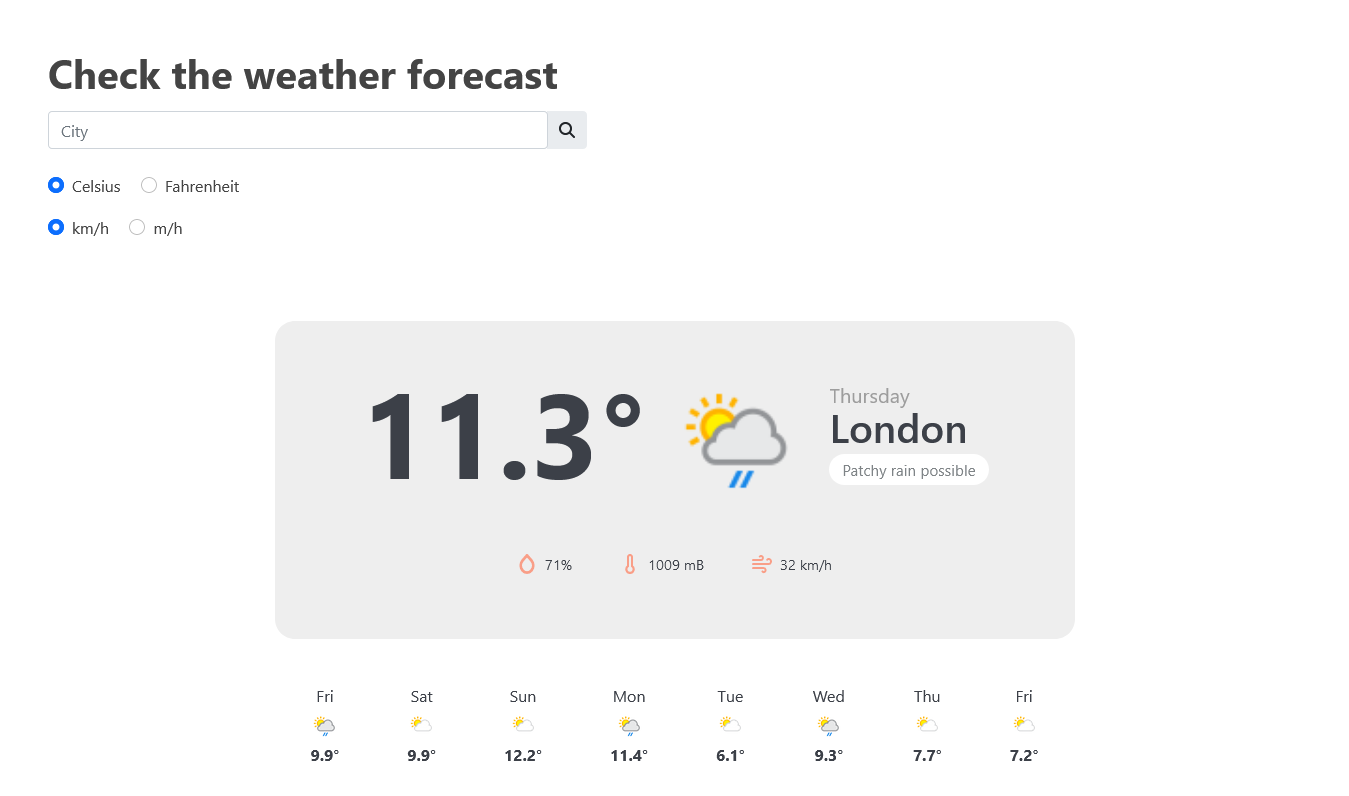 Check the weather forecast
City
Celsius Fahrenheit
km/h m/h
11.3°
Thursday
London
Patchy rain possible
71% 1009 mB 32 km/h
Fri Sat Sun Mon Tue Wed Thu Fri
9.9° 9.9° 12.2° 11.4° 6.1° 9.3° 7.7° 7.2°